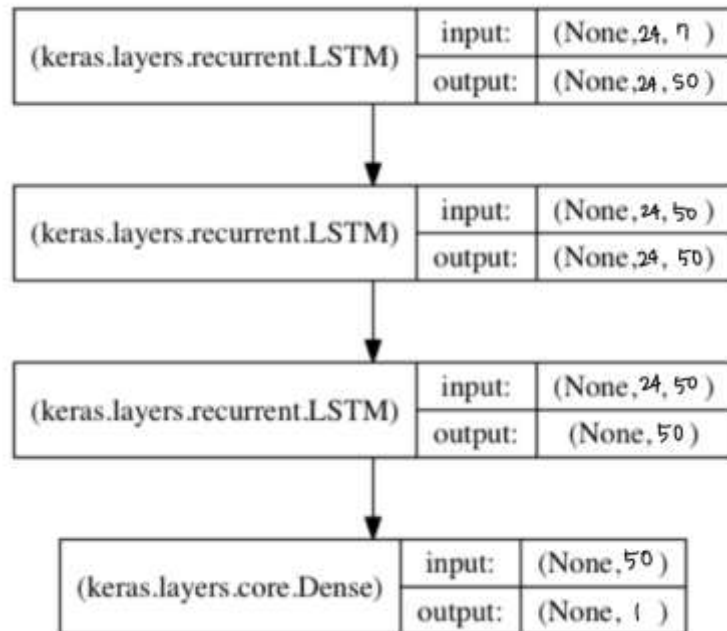 (keras.layers.recurrent.LSTM) input: (None,24, 7 )
output: (None,24, 50)
(keras.layers.recurrent.LSTM) input: (None,24, 50)
output: (None,24, 50)
(keras.layers.recurrent.LSTM) input: (None,24, 50)
output: (None,50)
(keras.layers.core.Dense) input: (None,50)
output: (None, 1 )